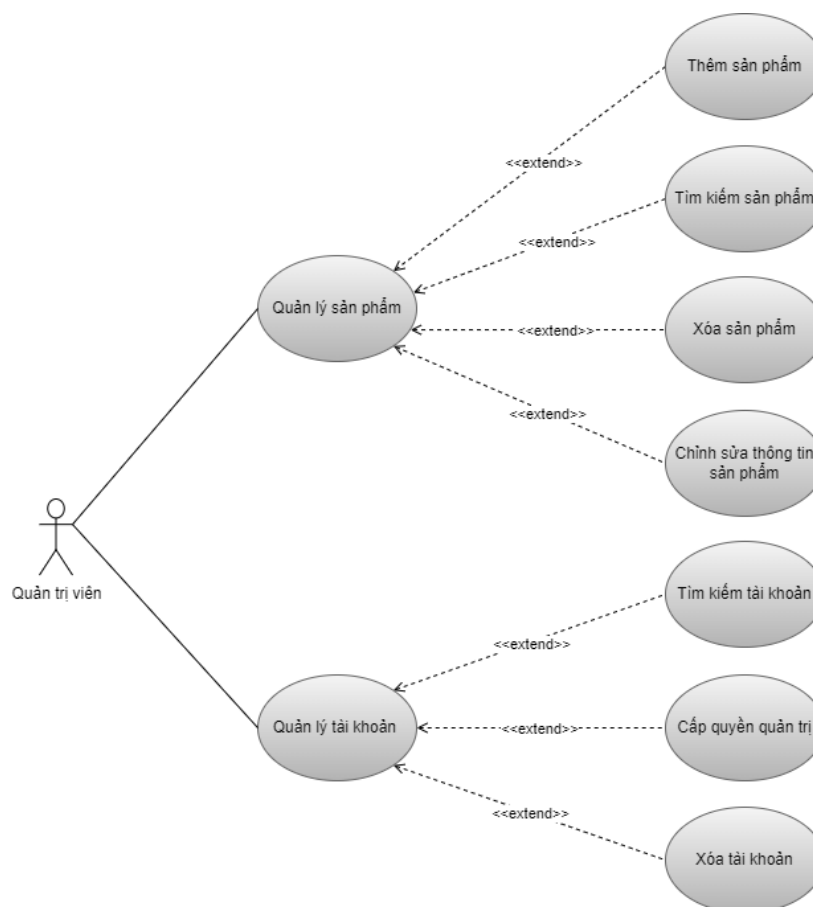 Thêm sản phẩm
<<extend>>
Tìm kiếm sản phẩm
<<extend>>
Quản lý sản phẩm
<<extend>>
Xóa sản phẩm
<<extend>>
Chỉnh sửa thông tin
sản phẩm
Quản trị viên
Tìm kiếm tài khoản
<<extend>>
Quản lý tài khoản
<<extend>>
Cấp quyền quản trị
<<extend>>
Xóa tài khoản